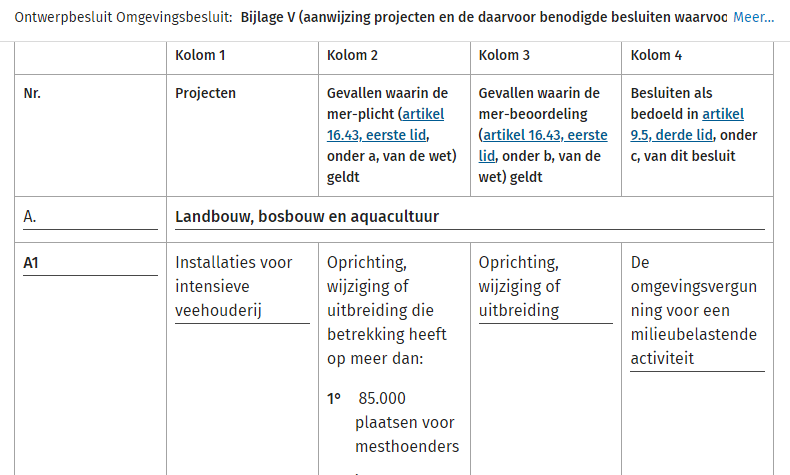 Ontwerpbesluit Omgevingsbesluit: Bijlage V (aanwijzing projecten en de daarvoor benodigde besluiten Meer...
Kolom 1
Kolom 2
Kolom 3
Kolom 4
Nr.
Projecten
Gevallen waarin de
mer-plicht (artikel
16.43, eerste lid,
onder a, van de wet)
geldt
Gevallen waarin de
mer-beoordeling
(artikel 16.43, eerste
lid, onder b, van de
wet) geldt
Besluiten als
bedoeld in artikel
9.5, derde lid, onder
c, van dit besluit
A.
Landbouw, bosbouw en aquacultuur
A1
Installaties voor
intensieve
veehouderij
Oprichting,
wijziging of
uitbreiding die
betrekking heeft
op meer dan:
1° 85.000
plaatsen voor
mesthoenders
Oprichting,
wijziging of
uitbreiding
De
omgevingsvergun
ning voor een
milieubelastende
activiteit